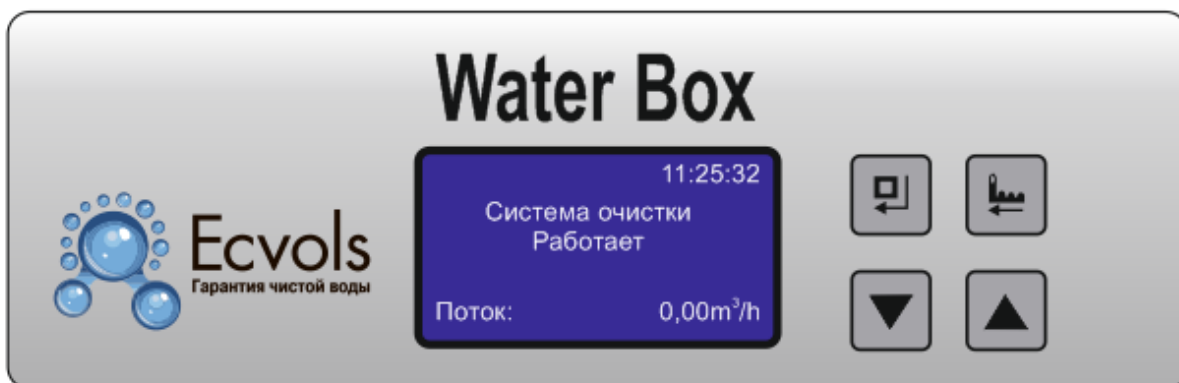 Water Box
11:25:32
Система очистки
Работает
Ecvols
Гарантия чистой воды
Поток: 0,00m³/h